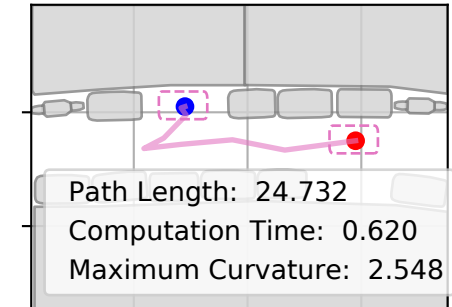 Path Length: 24.732
Computation Time: 0.620
Maximum Curvature: 2.548